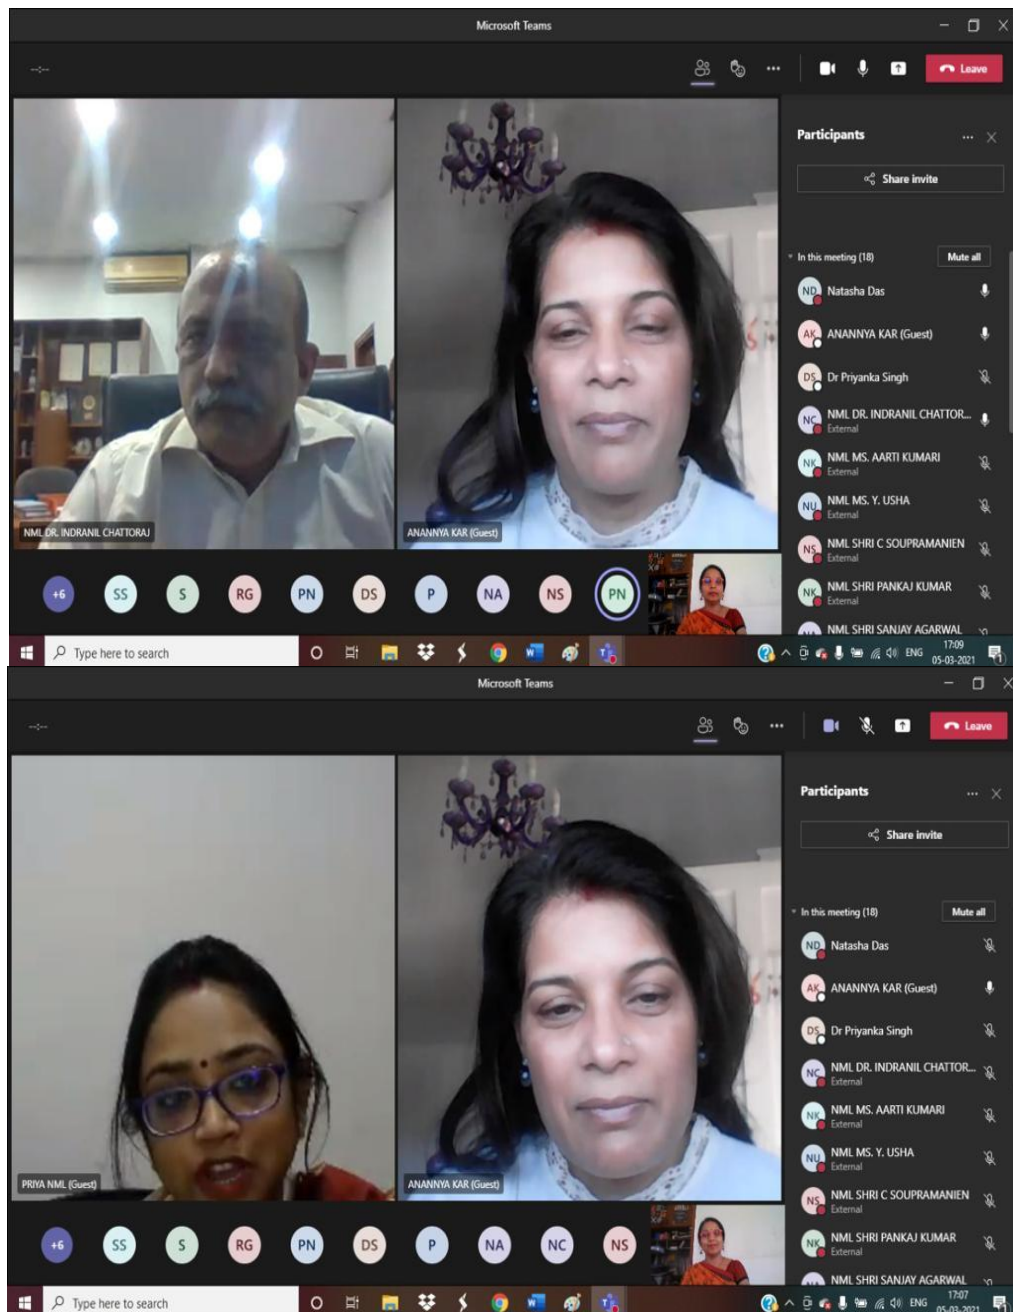 Microsoft Teams
--:--
Leave
Participants
Share invite
In this meeting (18)
Mute all
ND Natasha Das
AK ANANNYA KAR (Guest)
DS Dr Priyanka Singh
NC NML DR. INDRANIL CHATTOR...
External
NK NML MS. AARTI KUMARI
External
NU NML MS. Y. USHA
External
NS NML SHRI C SOUPRAMANIEN
External
NK NML SHRI PANKAJ KUMAR
External
NML SHRI SANJAY AGARWAL
NML DR. INDRANIL CHATTORAJ
ANANNYA KAR (Guest)
+6 SS S RG PN DS P NA NS PN
Type here to search
ENG
17:09
05-03-2021
Microsoft Teams
--:--
Leave
Participants
Share invite
In this meeting (18)
Mute all
ND Natasha Das
AK ANANNYA KAR (Guest)
DS Dr Priyanka Singh
NC NML DR. INDRANIL CHATTOR...
External
NK NML MS. AARTI KUMARI
External
NU NML MS. Y. USHA
External
NS NML SHRI C SOUPRAMANIEN
External
NK NML SHRI PANKAJ KUMAR
External
NML SHRI SANJAY AGARWAL
PRIYA NML (Guest)
ANANNYA KAR (Guest)
+6 SS S RG PN DS P NA NC NS
Type here to search
ENG
17:07
05-03-2021